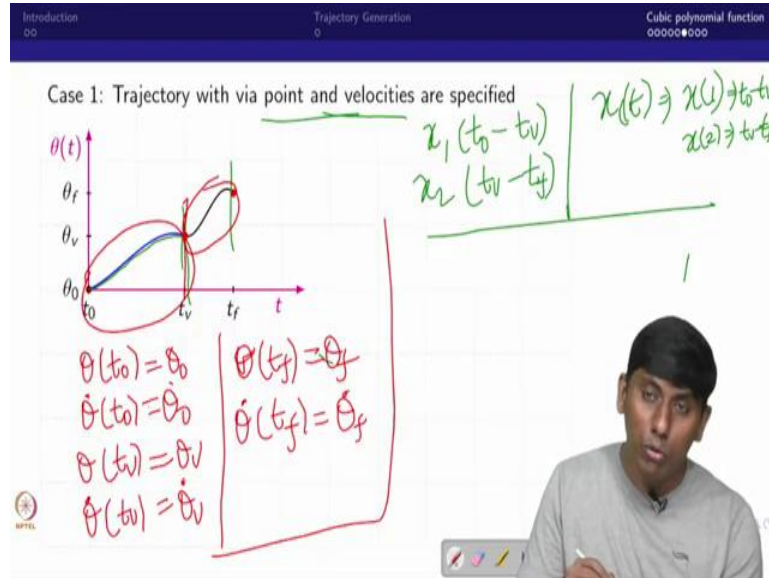 Introduction
Trajectory Generation
Cubic polynomial function
Case 1: Trajectory with via point and velocities are specified
θ(t)
θf
θv
θ0
t0 tv tf t
x1 (t0 - tv)
x2 (tv - tf)
x(t) ⇒ x(1) ⇒ t0-tv
x(2) ⇒ tv-tf
θ(t0) = θ0
θ̇(t0) = θ̇0
θ(tv) = θv
θ̇(tv) = θ̇v
θ(tf) = θf
θ̇(tf) = θ̇f
NPTEL